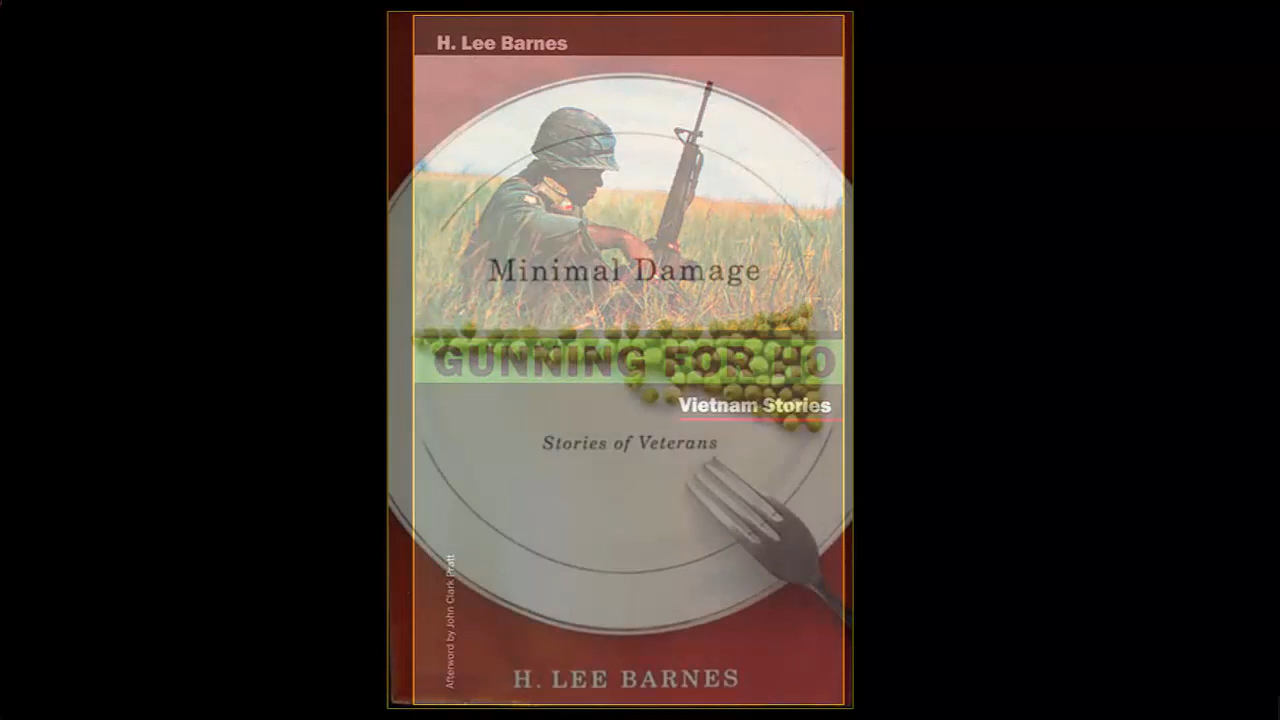 H. Lee Barnes
Minimal Damage
GUNNING FOR HO
Vietnam Stories
Stories of Veterans
Afterword by John Clark Pratt
H. LEE BARNES